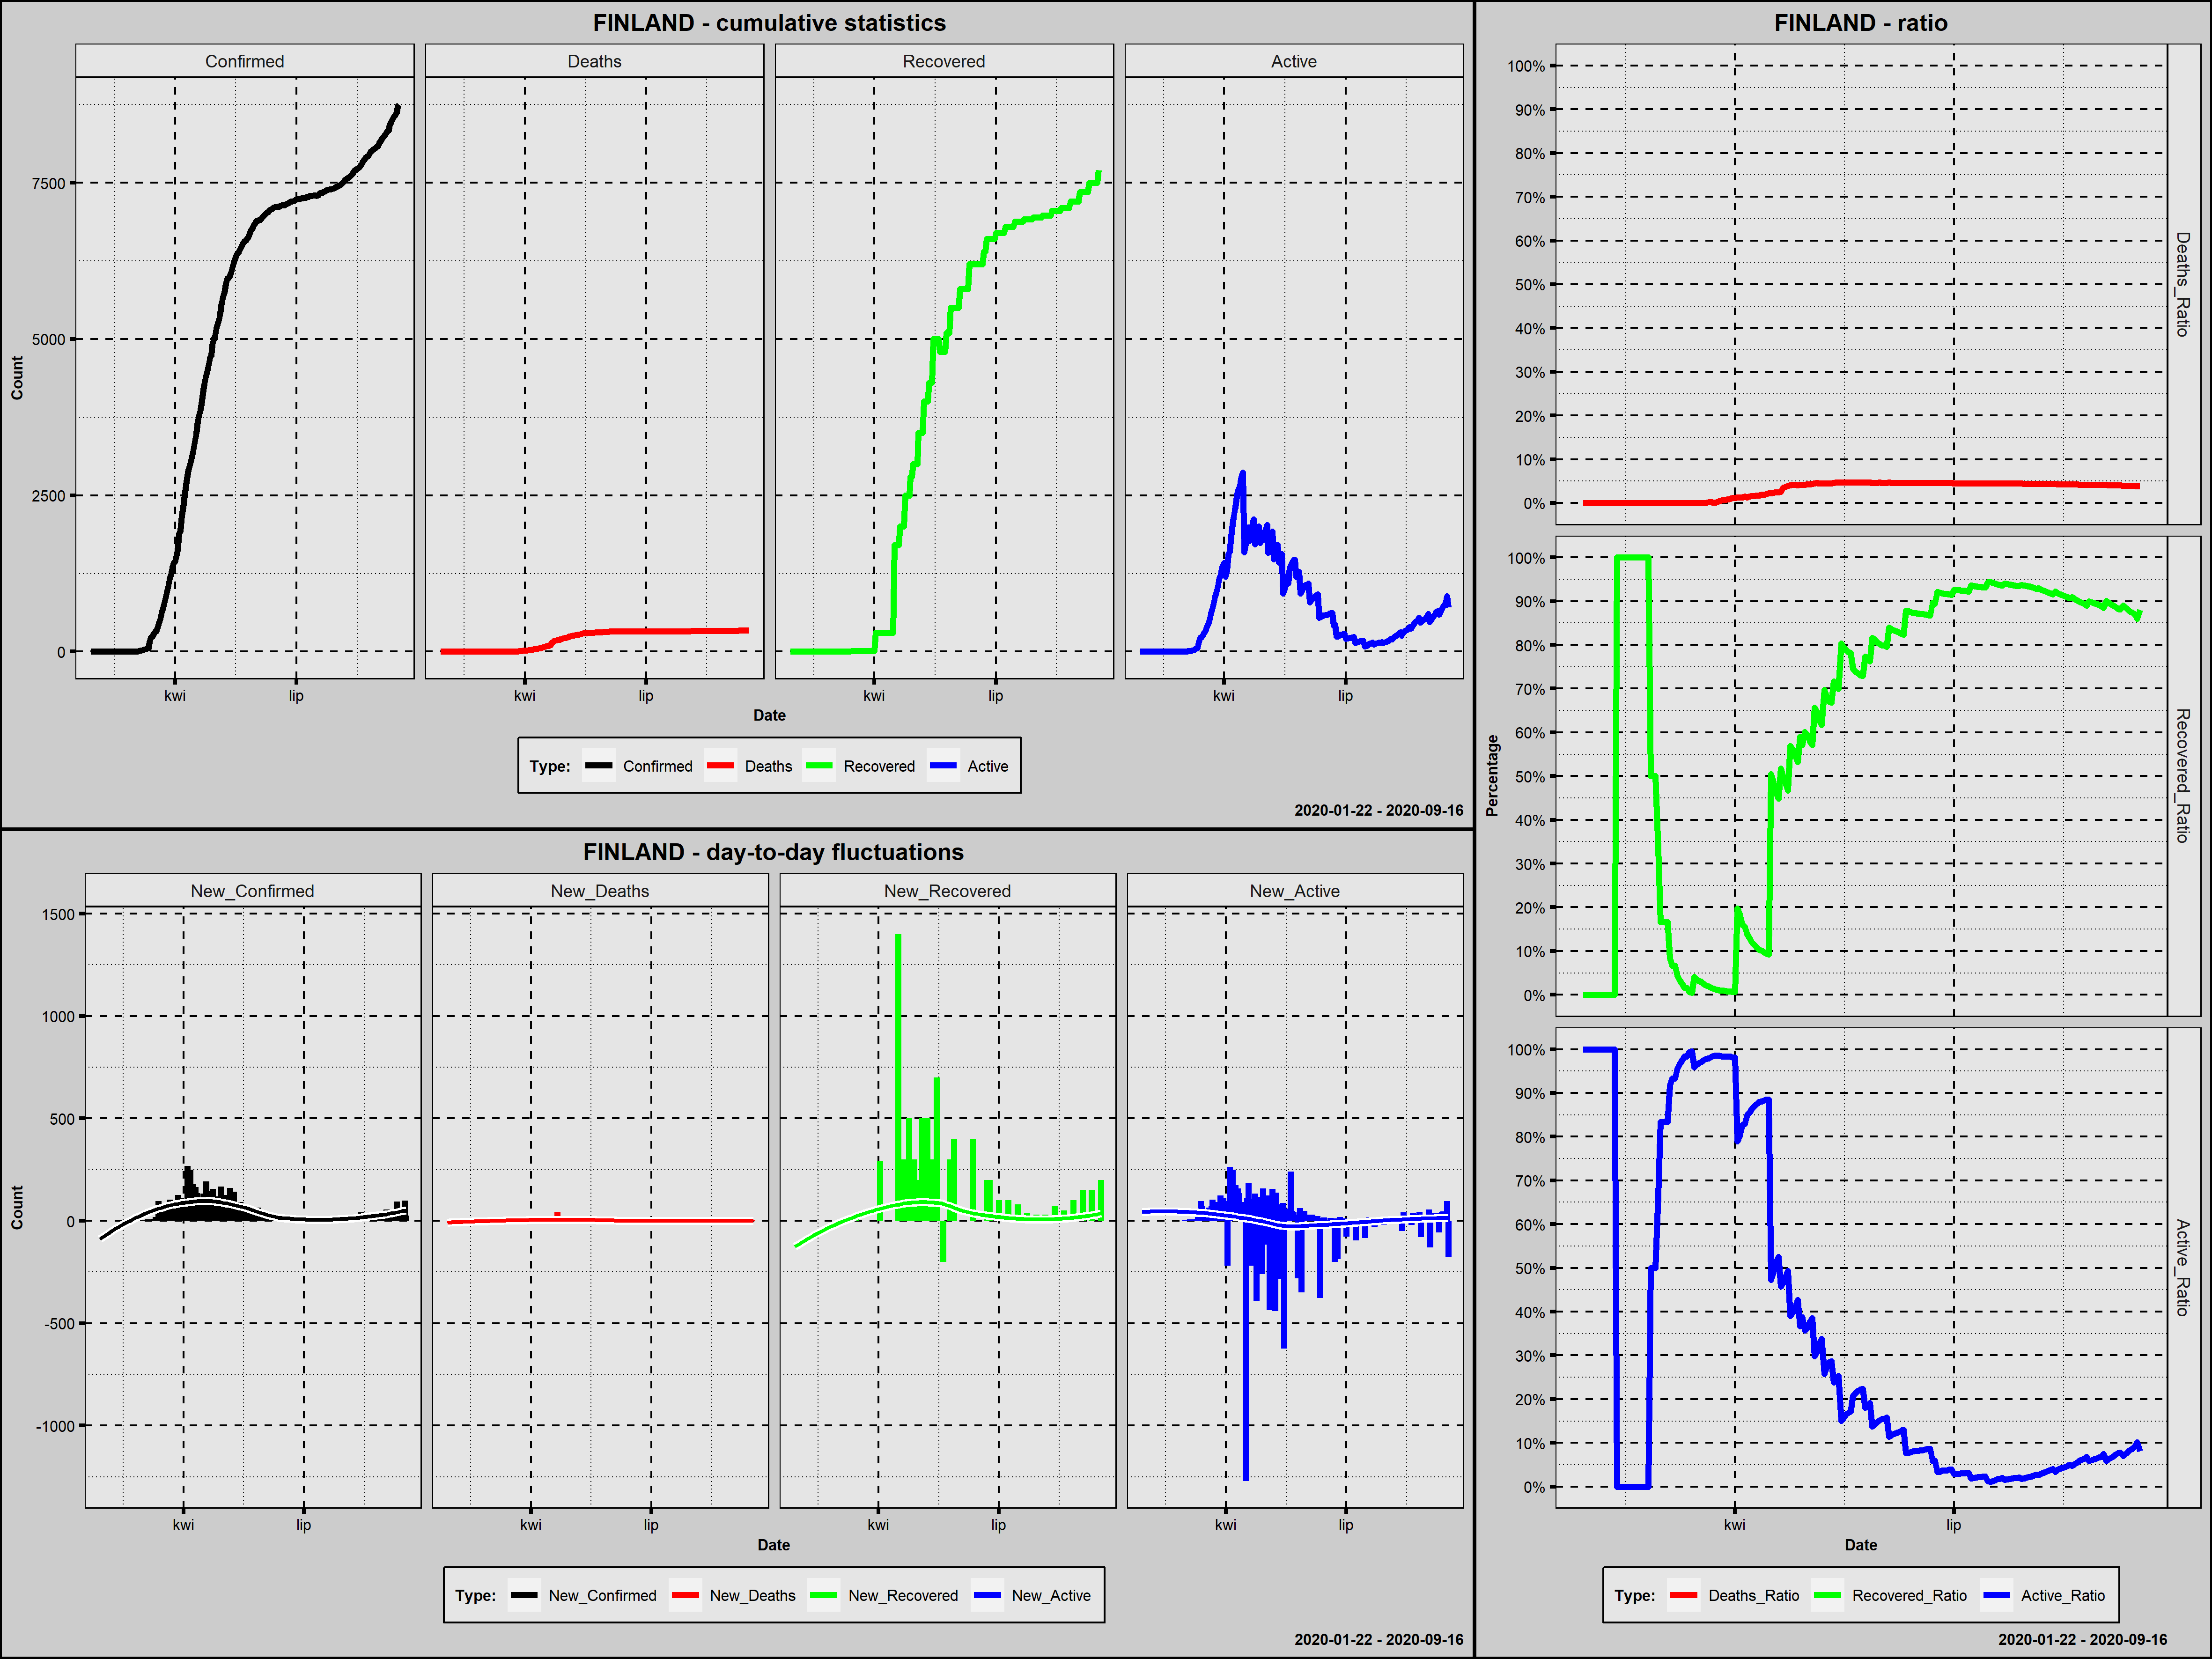 FINLAND - cumulative statistics
Confirmed Deaths Recovered Active
Count
7500
5000
2500
0
kwi lip kwi lip kwi lip kwi lip
Date
Type: Confirmed Deaths Recovered Active
2020-01-22 - 2020-09-16
FINLAND - day-to-day fluctuations
New_Confirmed New_Deaths New_Recovered New_Active
Count
1500
1000
500
0
-500
-1000
kwi lip kwi lip kwi lip kwi lip
Date
Type: New_Confirmed New_Deaths New_Recovered New_Active
2020-01-22 - 2020-09-16
FINLAND - ratio
Percentage
100%
90%
80%
70%
60%
50%
40%
30%
20%
10%
0%
Deaths_Ratio
100%
90%
80%
70%
60%
50%
40%
30%
20%
10%
0%
Recovered_Ratio
100%
90%
80%
70%
60%
50%
40%
30%
20%
10%
0%
Active_Ratio
kwi lip
Date
Type: Deaths_Ratio Recovered_Ratio Active_Ratio
2020-01-22 - 2020-09-16